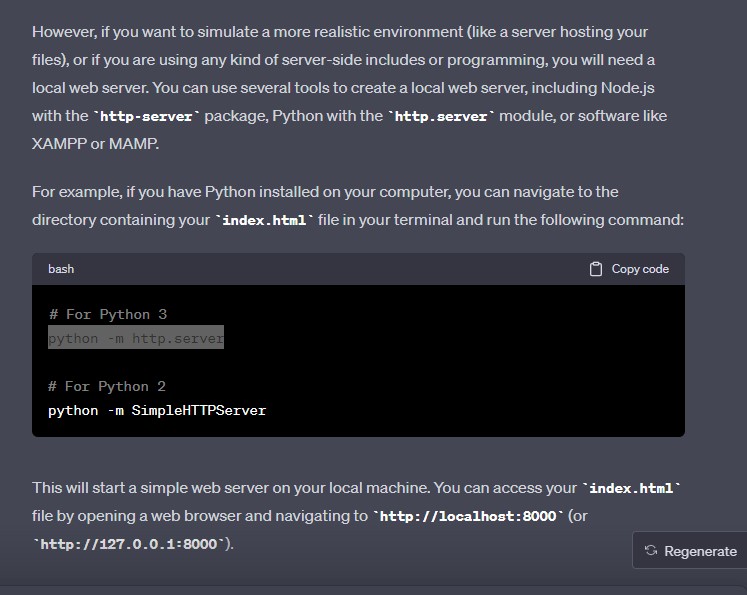 However, if you want to simulate a more realistic environment (like a server hosting your
files), or if you are using any kind of server-side includes or programming, you will need a
local web server. You can use several tools to create a local web server, including Node.js
with the `http-server` package, Python with the `http.server` module, or software like
XAMPP or MAMP.
For example, if you have Python installed on your computer, you can navigate to the
directory containing your `index.html` file in your terminal and run the following command:
bash Copy code
# For Python 3
python -m http.server
# For Python 2
python -m SimpleHTTPServer
This will start a simple web server on your local machine. You can access your `index.html`
file by opening a web browser and navigating to `http://localhost:8000` (or
`http://127.0.0.1:8000`).
Regenerate